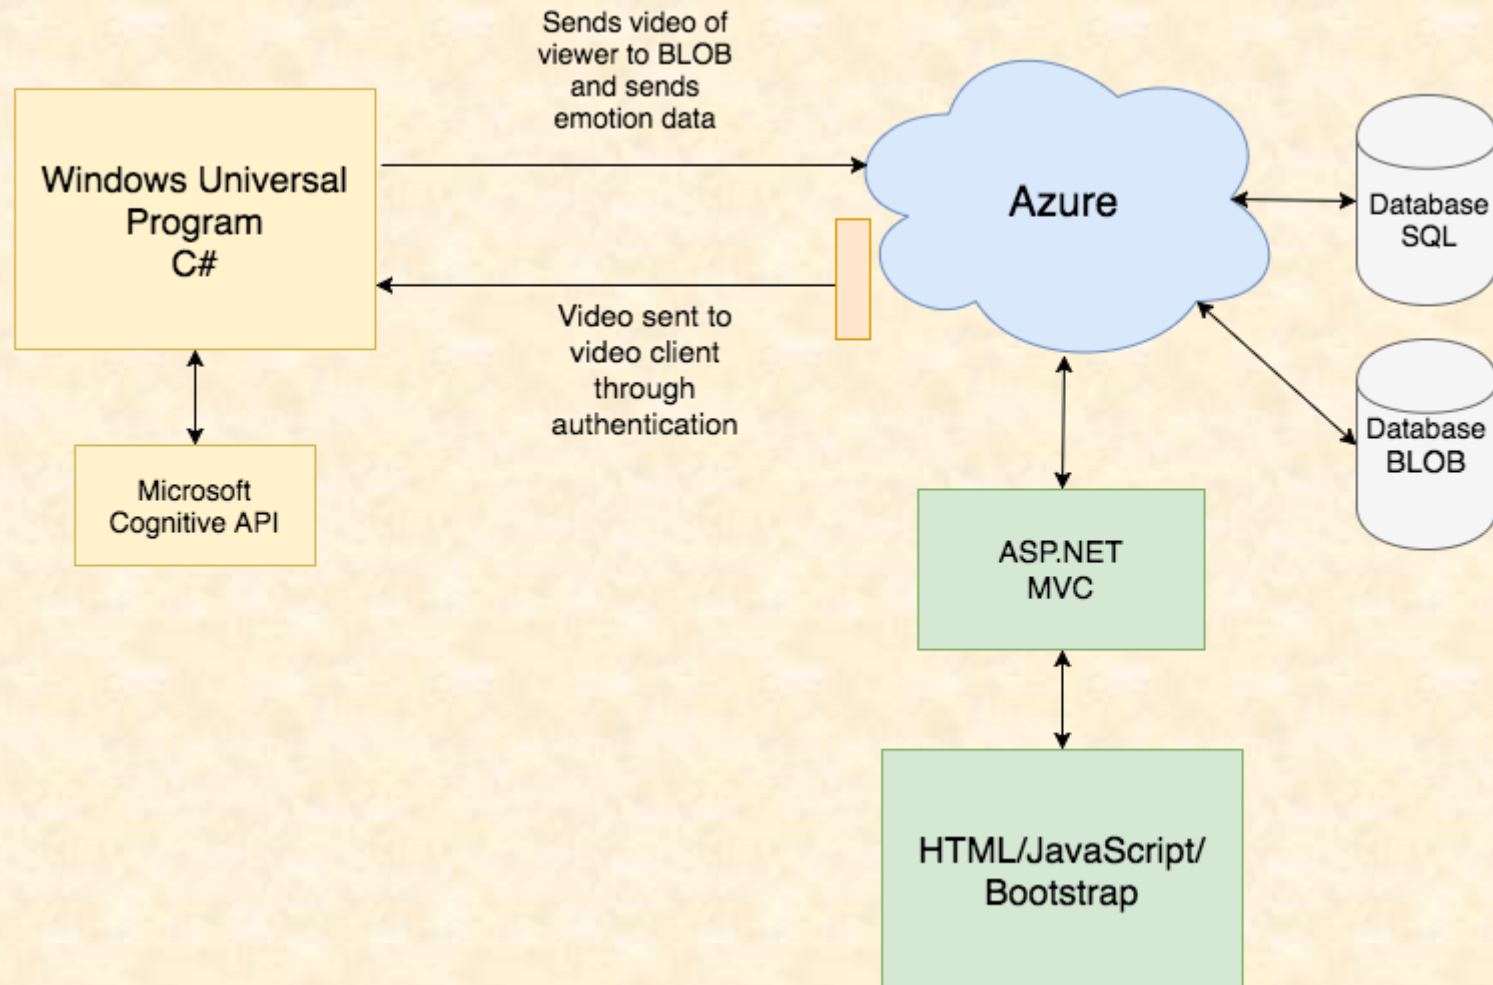 Sends video of
viewer to BLOB
and sends
emotion data
Windows Universal
Program
C#
Azure
Database
SQL
Video sent to
video client
through
authentication
Database
BLOB
Microsoft
Cognitive API
ASP.NET
MVC
HTML/JavaScript/
Bootstrap